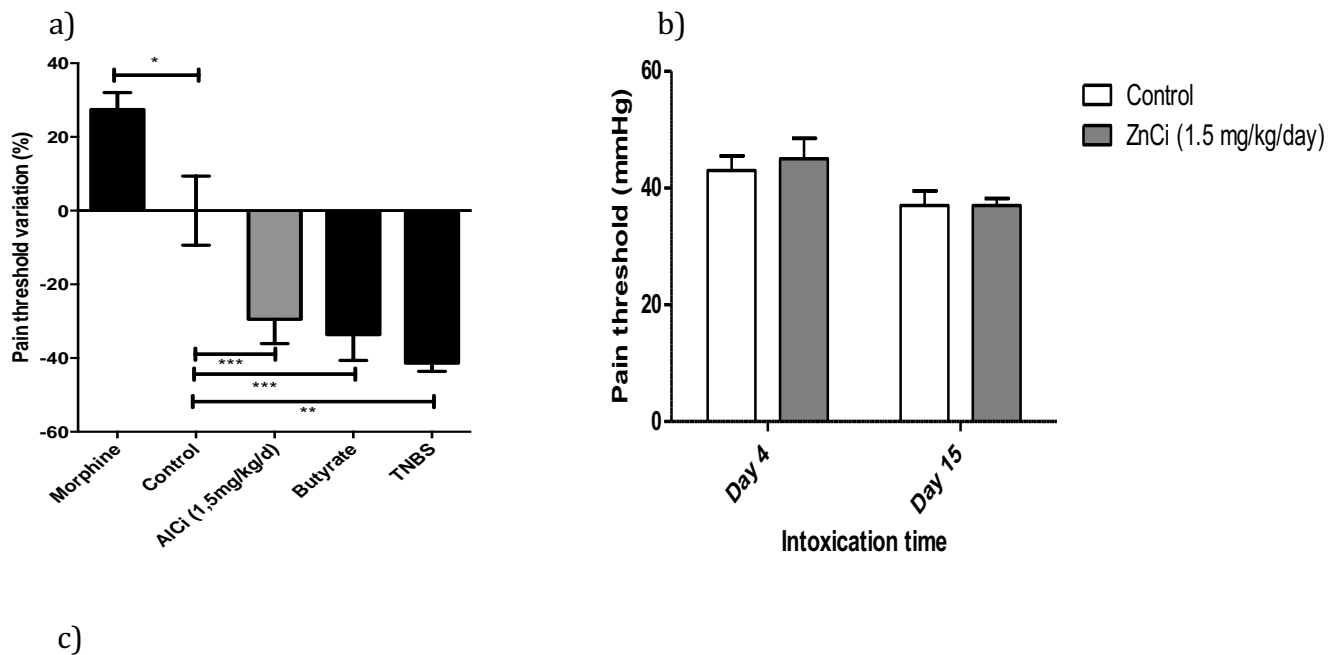 a)
Pain threshold variation (%)
40
20
0
-20
-40
-60
*
***
***
**
Morphine
Control
AlCi (1,5mg/kg/d)
Butyrate
TNBS
b)
Pain threshold (mmHg)
60
40
20
0
Day 4
Day 15
Intoxication time
Control
ZnCi (1.5 mg/kg/day)
c)